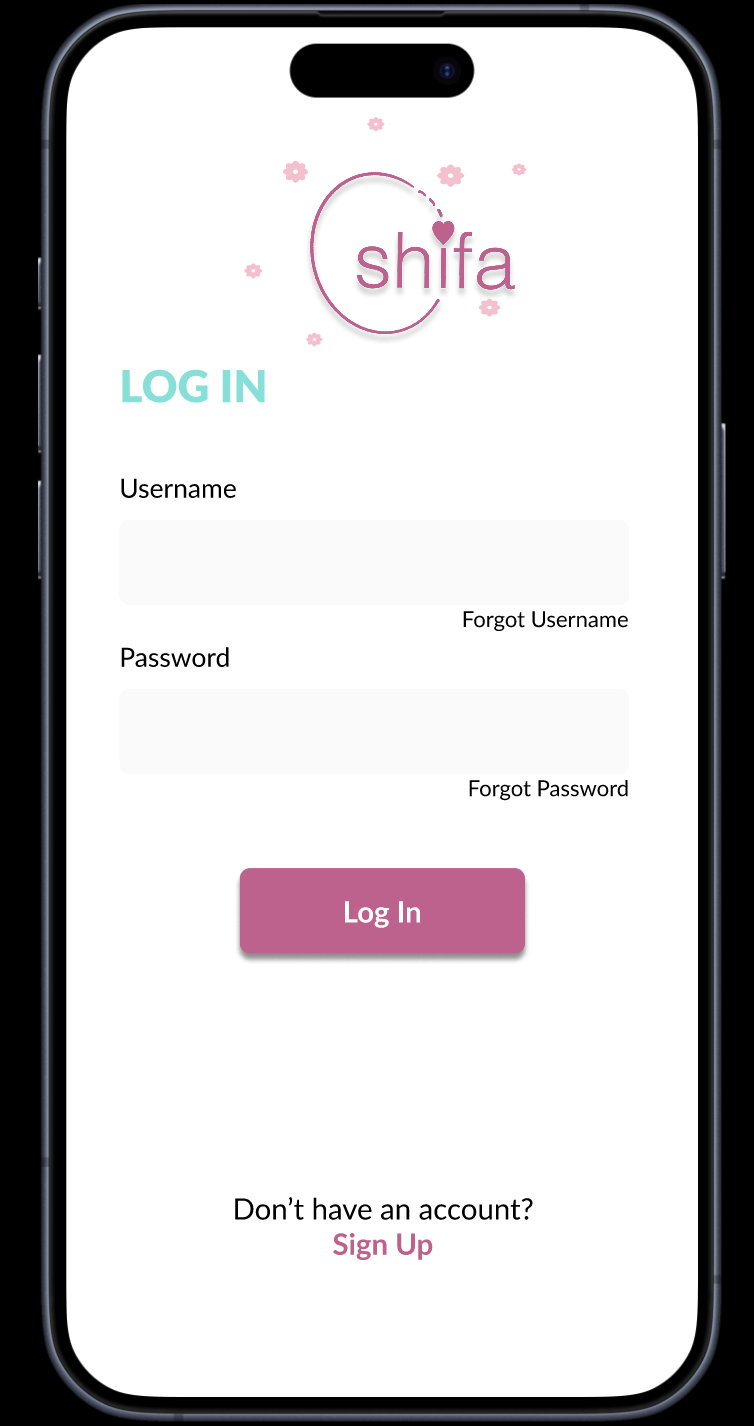 shifa
LOG IN
Username
Forgot Username
Password
Forgot Password
Log In
Don’t have an account?
Sign Up